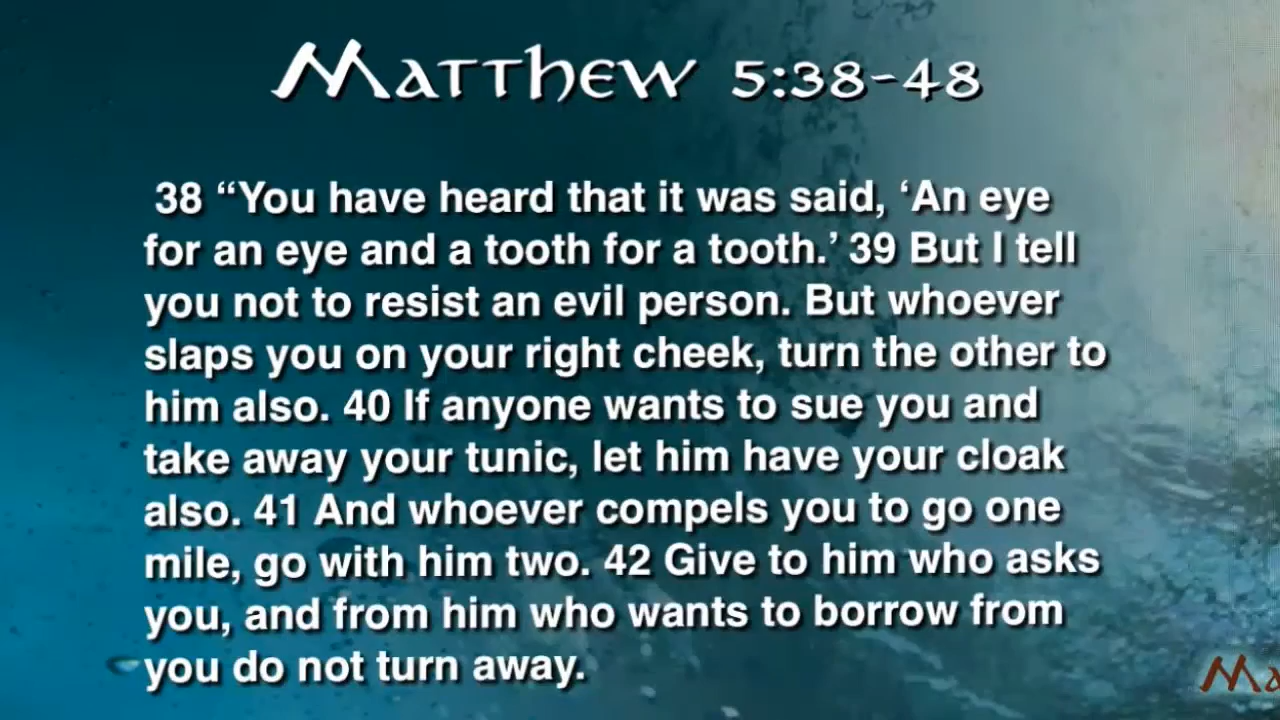 Matthew 5:38-48
38 “You have heard that it was said, ‘An eye
for an eye and a tooth for a tooth.’ 39 But I tell
you not to resist an evil person. But whoever
slaps you on your right cheek, turn the other to
him also. 40 If anyone wants to sue you and
take away your tunic, let him have your cloak
also. 41 And whoever compels you to go one
mile, go with him two. 42 Give to him who asks
you, and from him who wants to borrow from
you do not turn away.
Ma